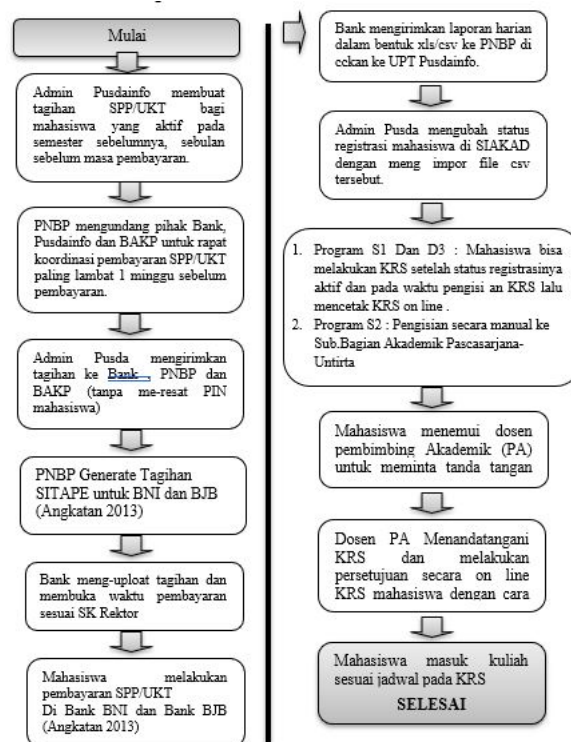 Mulai
Admin Pusdainfo membuat
tagihan SPP/UKT bagi
mahasiswa yang aktif pada
semester sebelumnya, sebulan
sebelum masa pembayaran.
PNBP mengundang pihak Bank,
Pusdainfo dan BAKP untuk rapat
koordinasi pembayaran SPP/UKT
paling lambat 1 minggu sebelum
pembayaran.
Admin Pusda mengirimkan
tagihan ke Bank , PNBP dan
BAKP (tanpa me-resat PIN
mahasiswa)
PNBP Generate Tagihan
SITAPE untuk BNI dan BJB
(Angkatan 2013)
Bank meng-uploat tagihan dan
membuka waktu pembayaran
sesuai SK Rektor
Mahasiswa melakukan
pembayaran SPP/UKT
Di Bank BNI dan Bank BJB
(Angkatan 2013)
Bank mengirimkan laporan harian
dalam bentuk xls/csv ke PNBP di
cckan ke UPT Pusdainfo.
Admin Pusda mengubah status
registrasi mahasiswa di SIAKAD
dengan meng impor file csv
tersebut.
1. Program S1 Dan D3 : Mahasiswa bisa
melakukan KRS setelah status registrasinya
aktif dan pada waktu pengisi an KRS lalu
mencetak KRS on line .
2. Program S2 : Pengisian secara manual ke
Sub.Bagian Akademik Pascasarjana-
Untirta
Mahasiswa menemui dosen
pembimbing Akademik (PA)
untuk meminta tanda tangan
Dosen PA Menandatangani
KRS dan melakukan
persetujuan secara on line
KRS mahasiswa dengan cara
Mahasiswa masuk kuliah
sesuai jadwal pada KRS
SELESAI